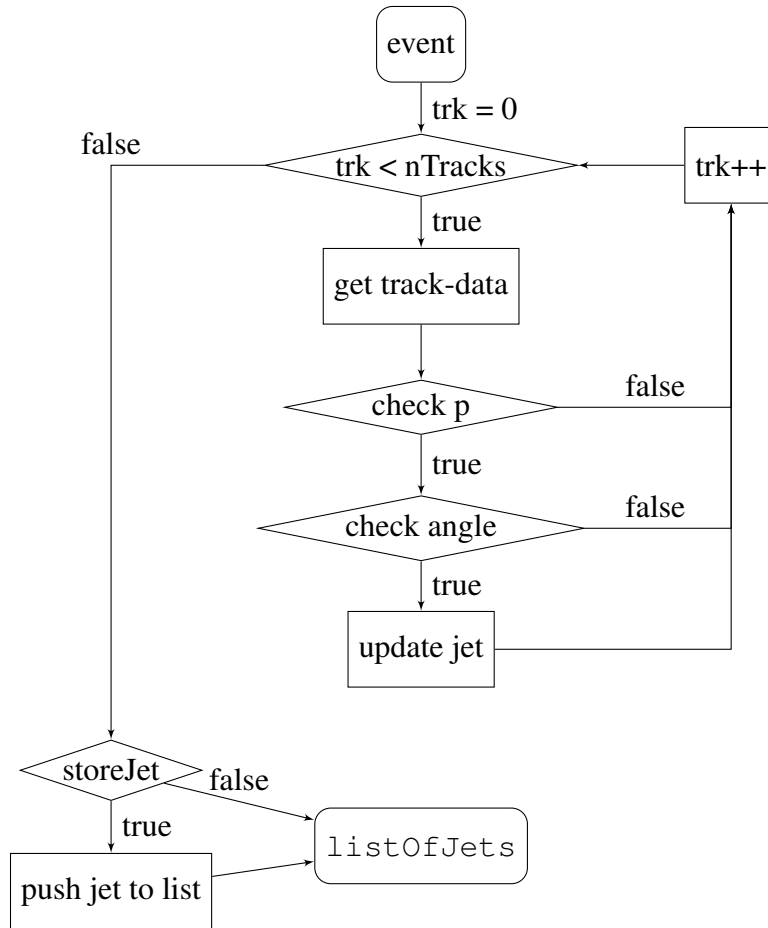 event
trk = 0
false
trk < nTracks
trk++
true
get track-data
check p
false
true
check angle
false
true
update jet
storeJet
false
true
listOfJets
push jet to list